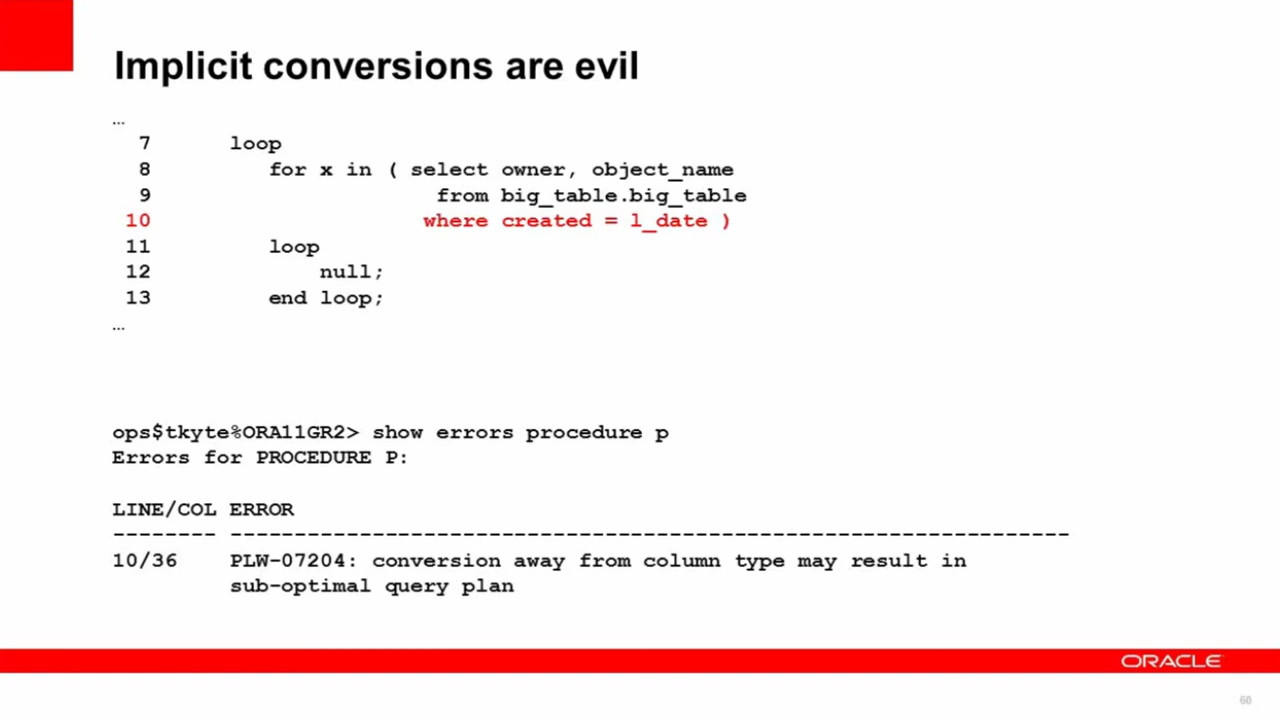 Implicit conversions are evil
…
7 loop
8 for x in ( select owner, object_name
9 from big_table.big_table
10 where created = l_date )
11 loop
12 null;
13 end loop;
…
ops$tkyte%ORA11GR2> show errors procedure p
Errors for PROCEDURE P:
LINE/COL ERROR
-------- -----------------------------------------------------------------
10/36 PLW-07204: conversion away from column type may result in
sub-optimal query plan
ORACLE
60